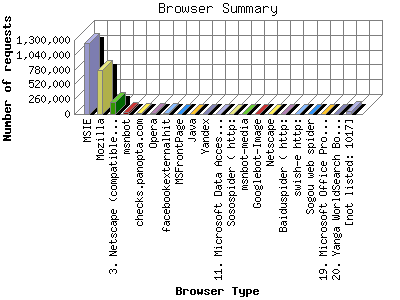 Browser Summary
Number of requests
1,300,000
1,040,000
780,000
520,000
260,000
0
MSIE
Mozilla
3. Netscape (compatible...
msnbot
checks.panopta.com
Opera
facebookexternalhit
MSFrontPage
Java
Yandex
11. Microsoft Data Acces...
Sosospider ( http:
msnbot-media
Googlebot-Image
Netscape
Baiduspider ( http:
swish-e http:
Sogou web spider
19. Microsoft Office Pro...
20. Yanga WorldSearch Bo...
[not listed: 1017]
Browser Type